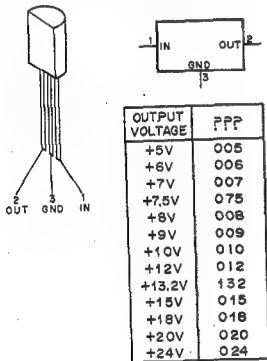 1 IN OUT 2
GND
3
2 3 1
OUT GND IN
OUTPUT VOLTAGE ???
+5V 005
+6V 006
+7V 007
+7,5V 075
+8V 008
+9V 009
+10V 010
+12V 012
+13,2V 132
+15V 015
+18V 018
+20V 020
+24V 024